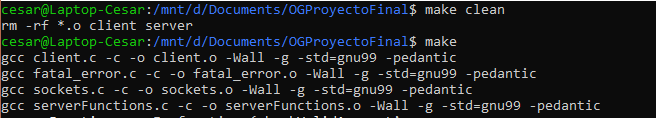 cesar@Laptop-Cesar:/mnt/d/Documents/OGProyectoFinal$ make clean
rm -rf *.o client server
cesar@Laptop-Cesar:/mnt/d/Documents/OGProyectoFinal$ make
gcc client.c -c -o client.o -Wall -g -std=gnu99 -pedantic
gcc fatal_error.c -c -o fatal_error.o -Wall -g -std=gnu99 -pedantic
gcc sockets.c -c -o sockets.o -Wall -g -std=gnu99 -pedantic
gcc serverFunctions.c -c -o serverFunctions.o -Wall -g -std=gnu99 -pedantic